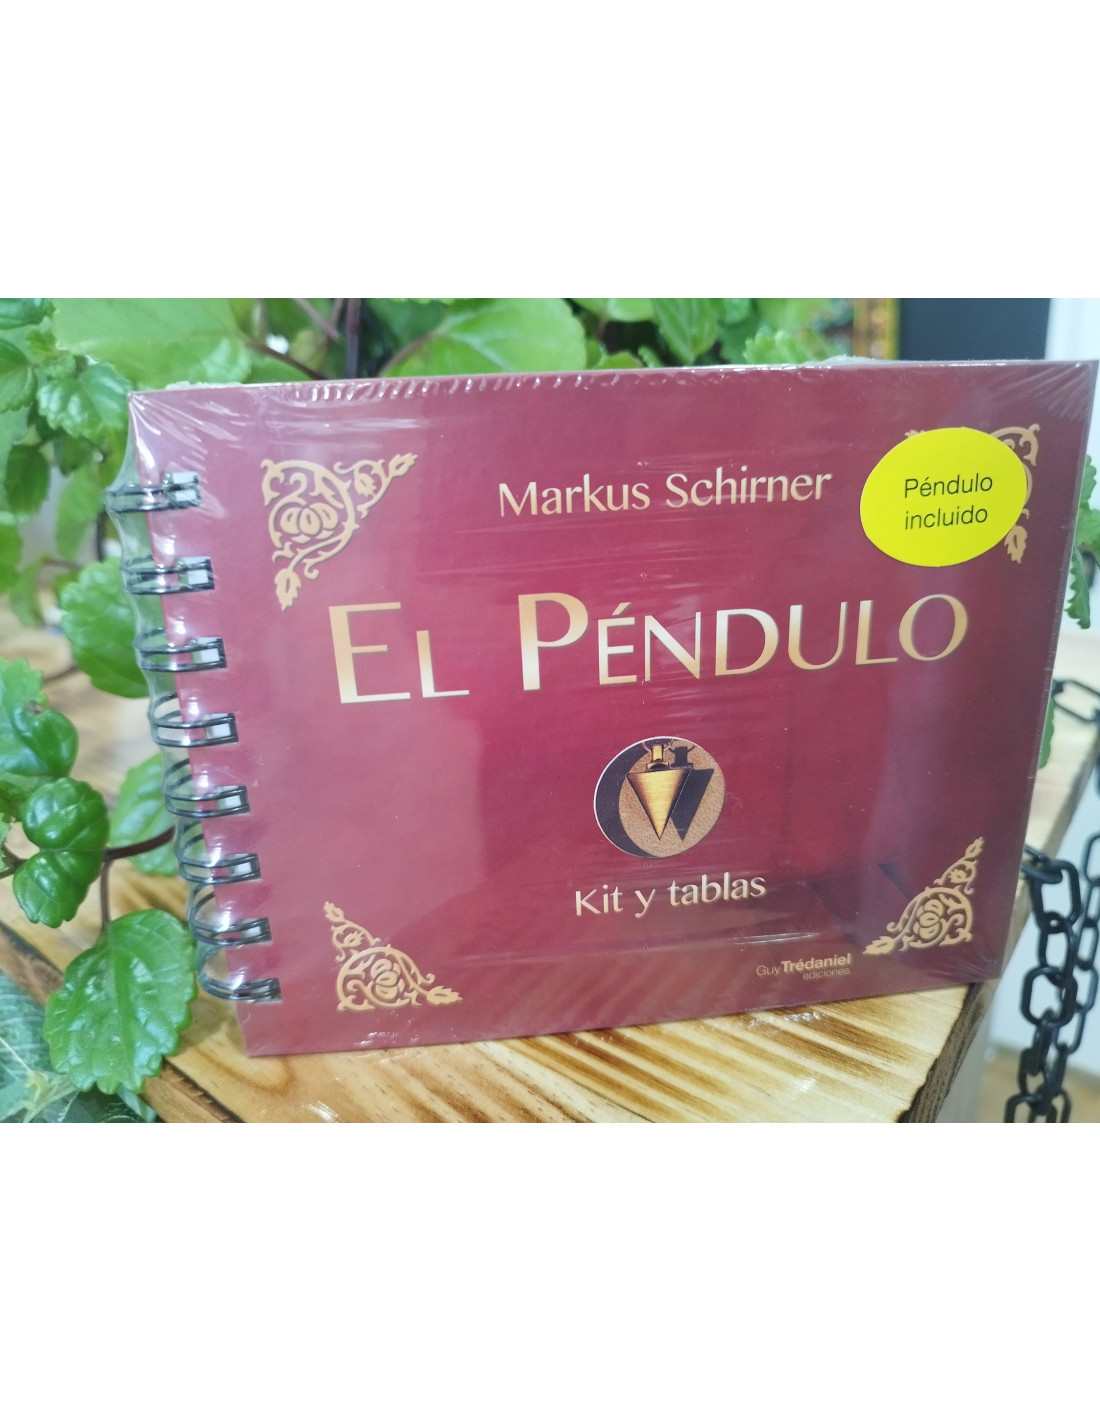 Markus Schirner
Péndulo
incluido
EL PÉNDULO
Kit y tablas
Guy Trédaniel
ediciones